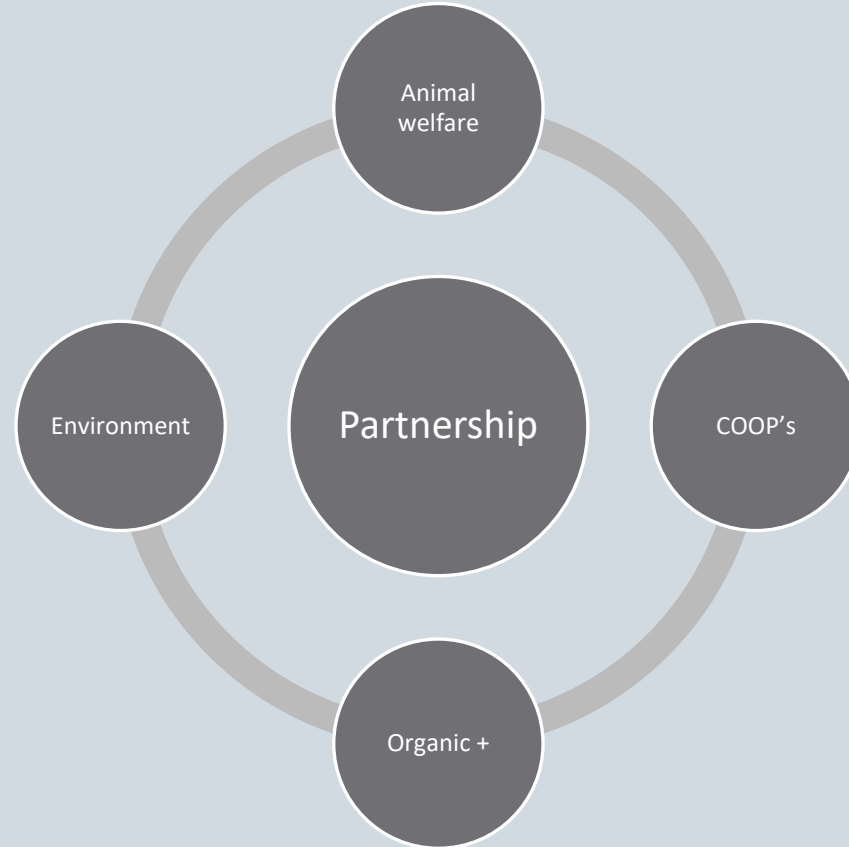 Animal
welfare
Environment
Partnership
COOP’s
Organic +